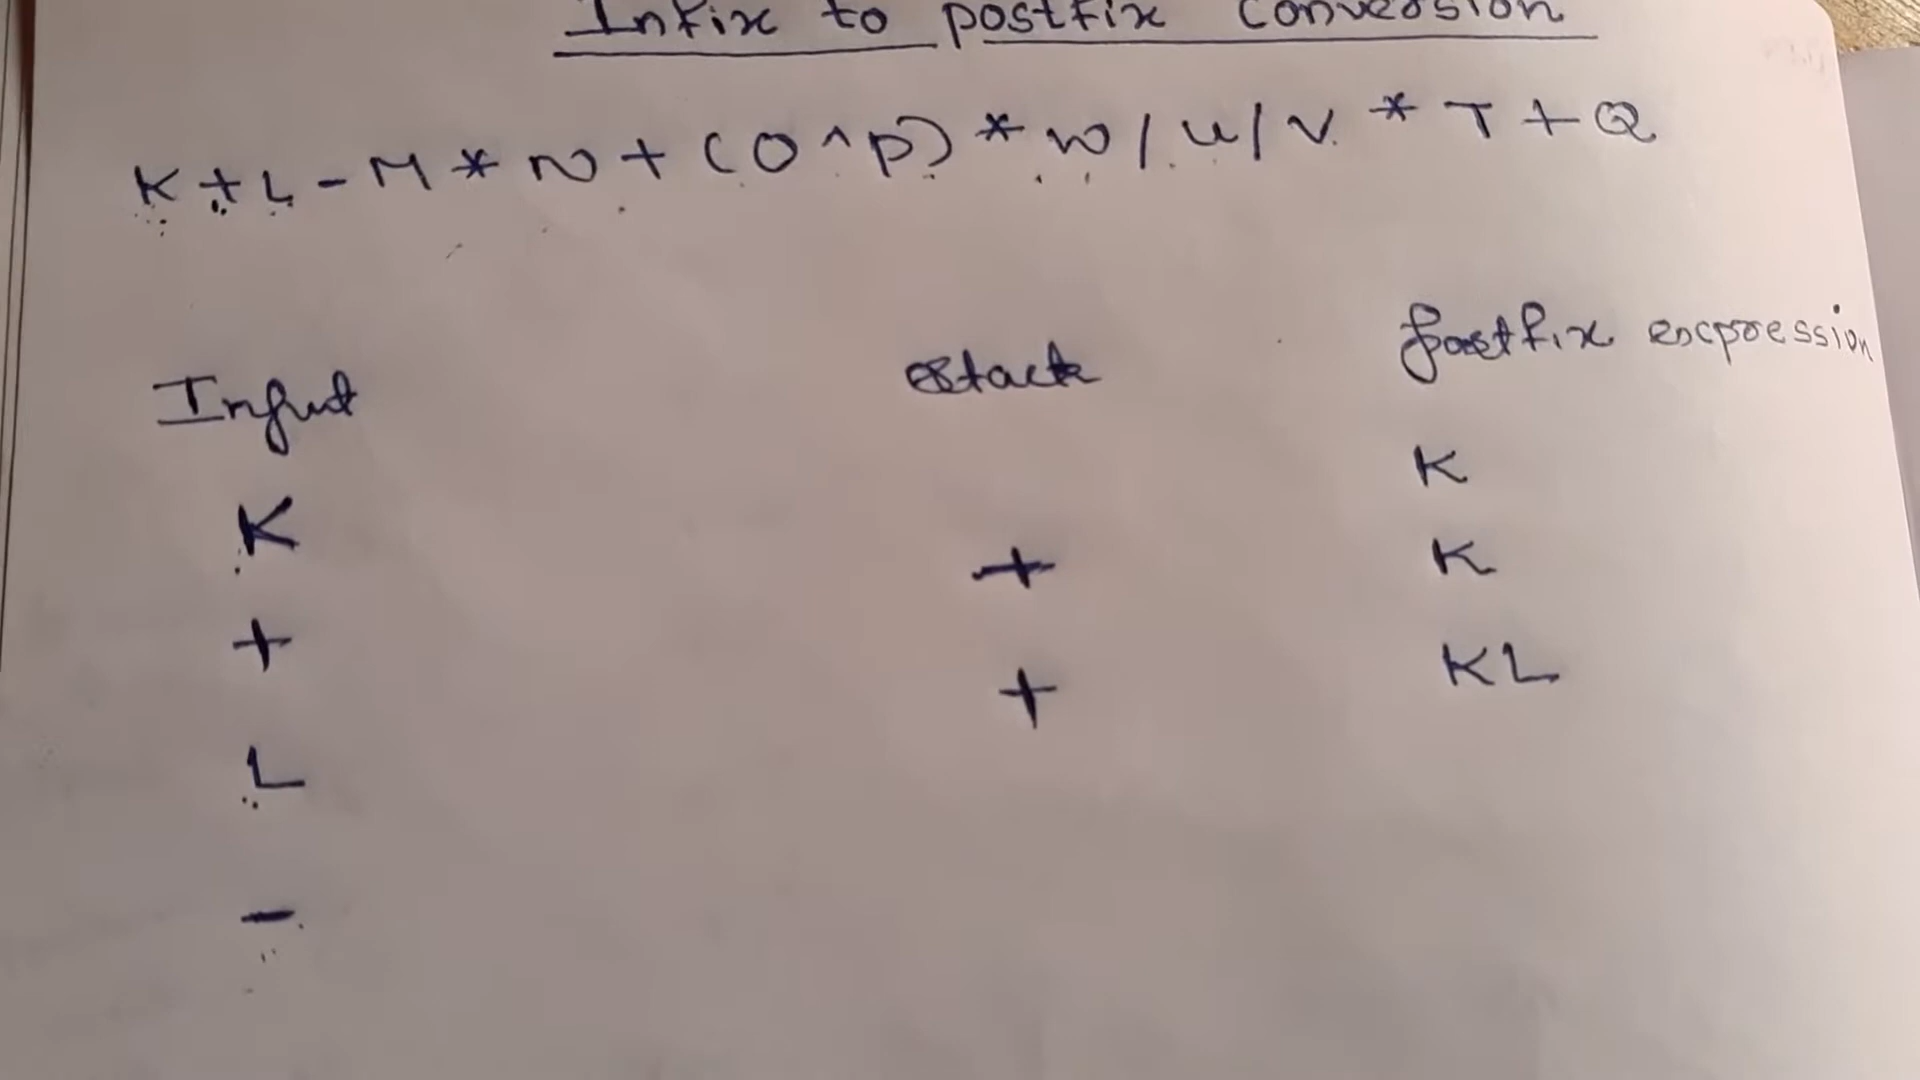 Infix to postfix conversion
K + L - M * N + (O ^ P) * W / U / V * T + Q
Input stack postfix expression
K K
+ + K
L + KL
-